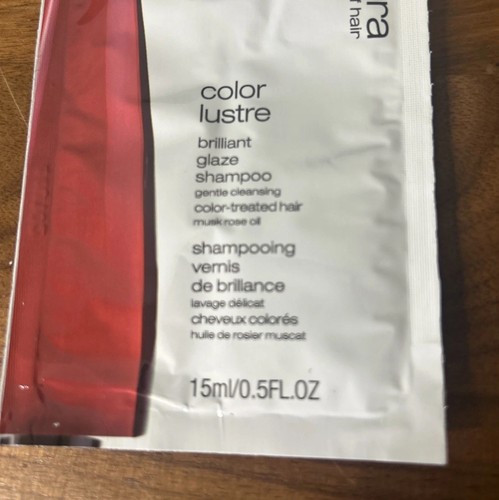 color
lustre
brilliant
glaze
shampoo
gentle cleansing
color-treated hair
musk rose oil
shampooing
vernis
de brillance
lavage délicat
cheveux colorés
huile de rosier muscat
15ml/0.5FL.OZ
ra
f hair